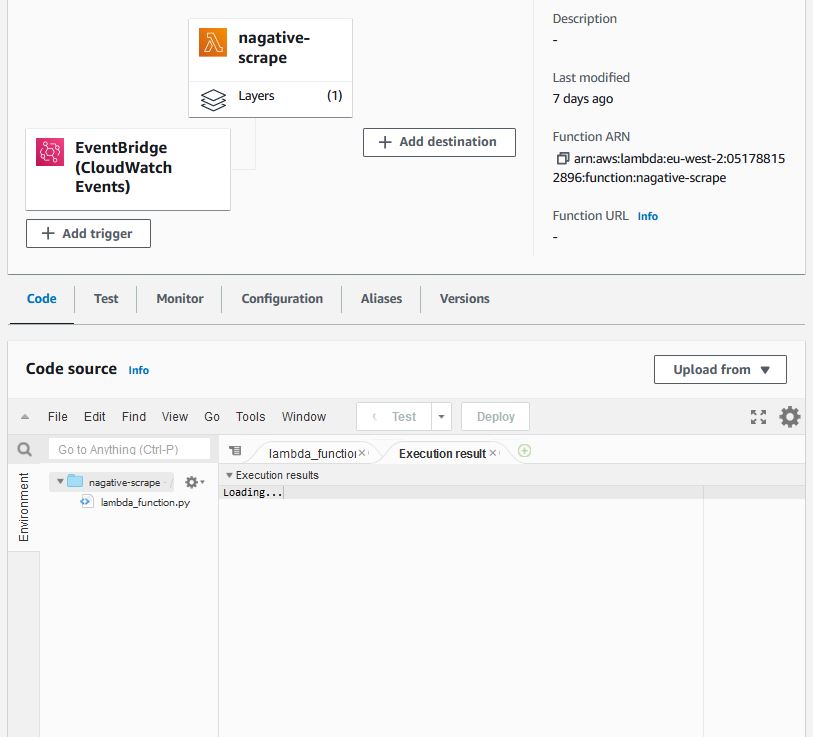 nagative-
scrape
Layers (1)
EventBridge
(CloudWatch
Events)
+ Add destination
+ Add trigger
Description
-
Last modified
7 days ago
Function ARN
arn:aws:lambda:eu-west-2:05178815
2896:function:nagative-scrape
Function URL Info
-
Code Test Monitor Configuration Aliases Versions
Code source Info
Upload from
File Edit Find View Go Tools Window Test Deploy
Go to Anything (Ctrl-P)
lambda_function Execution result
Environment
nagative-scrape - /
lambda_function.py
Execution results
Loading...